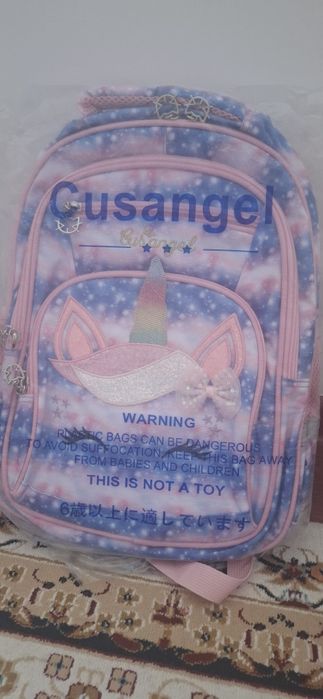 Cusangel
CuSangel
WARNING
PLASTIC BAGS CAN BE DANGEROUS
TO AVOID SUFFOCATION, KEEP THIS BAG AWAY
FROM BABIES AND CHILDREN
THIS IS NOT A TOY
6歳以上に適しています